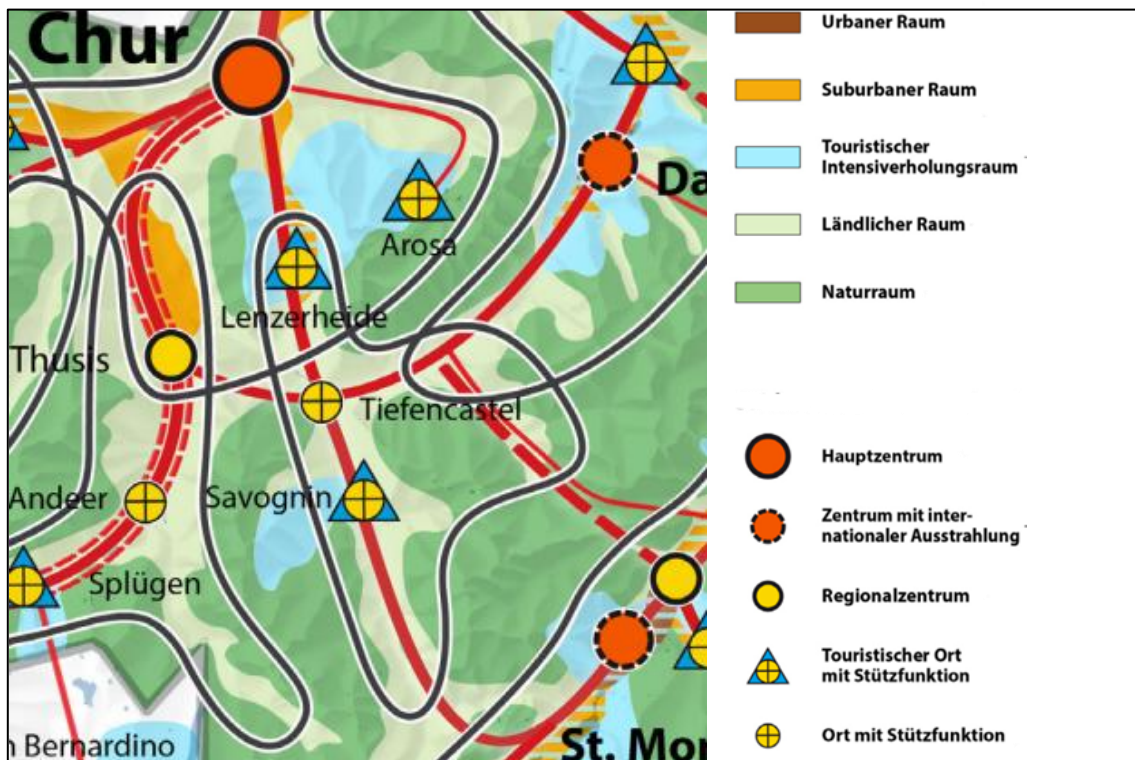 Chur
Da
Arosa
Lenzerheide
Thusis
Tiefencastel
Andeer
Savognin
Splügen
n Bernardino
St. Mor
Urbaner Raum
Suburbaner Raum
Touristischer
Intensiverholungsraum
Ländlicher Raum
Naturraum
Hauptzentrum
Zentrum mit inter-
nationaler Ausstrahlung
Regionalzentrum
Touristischer Ort
mit Stützfunktion
Ort mit Stützfunktion